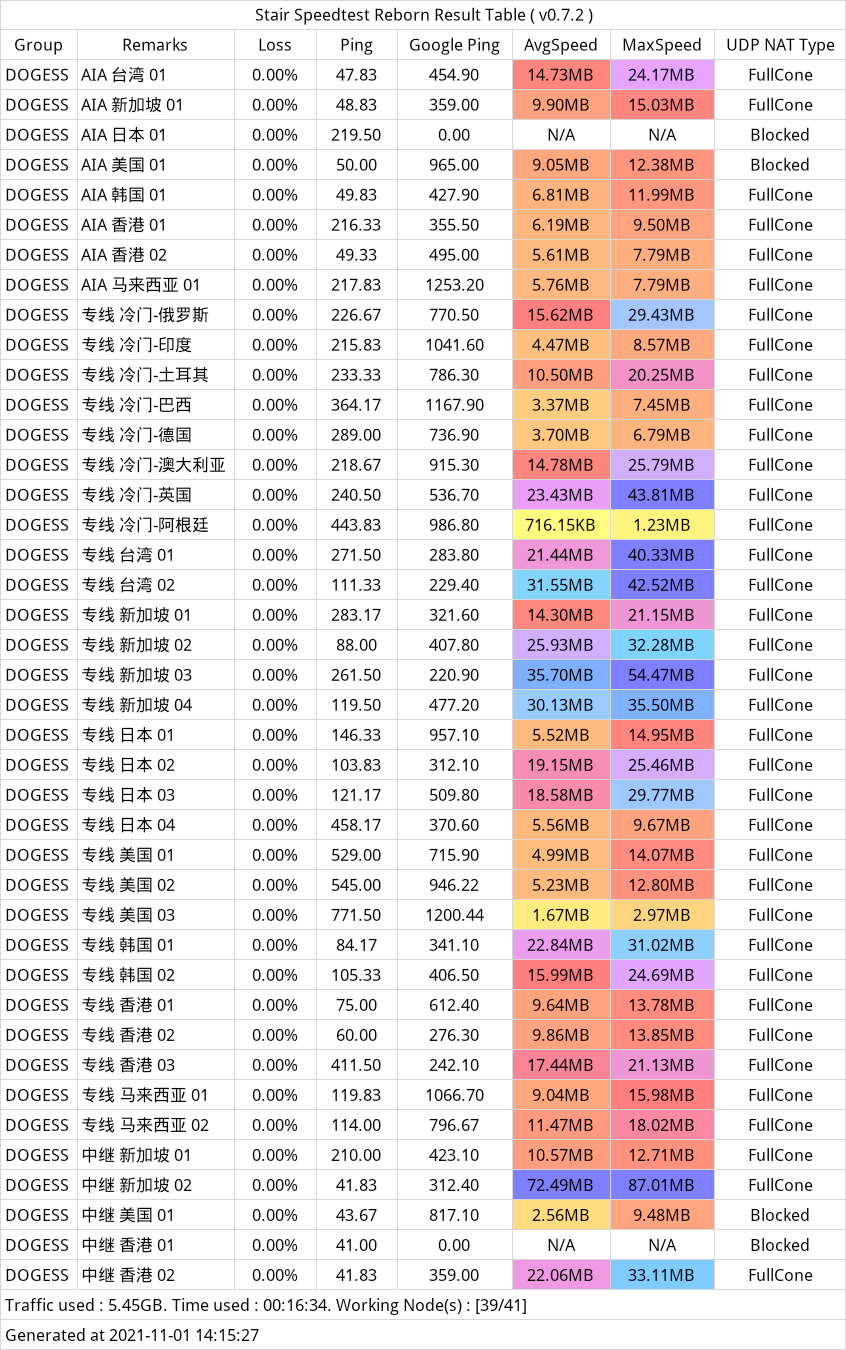 Stair Speedtest Reborn Result Table ( v0.7.2 )
Group Remarks Loss Ping Google Ping AvgSpeed MaxSpeed UDP NAT Type
DOGESS AIA 台湾 01 0.00% 47.83 454.90 14.73MB 24.17MB FullCone
DOGESS AIA 新加坡 01 0.00% 48.83 359.00 9.90MB 15.03MB FullCone
DOGESS AIA 日本 01 0.00% 219.50 0.00 N/A N/A Blocked
DOGESS AIA 美国 01 0.00% 50.00 965.00 9.05MB 12.38MB Blocked
DOGESS AIA 韩国 01 0.00% 49.83 427.90 6.81MB 11.99MB FullCone
DOGESS AIA 香港 01 0.00% 216.33 355.50 6.19MB 9.50MB FullCone
DOGESS AIA 香港 02 0.00% 49.33 495.00 5.61MB 7.79MB FullCone
DOGESS AIA 马来西亚 01 0.00% 217.83 1253.20 5.76MB 7.79MB FullCone
DOGESS 专线 冷门-俄罗斯 0.00% 226.67 770.50 15.62MB 29.43MB FullCone
DOGESS 专线 冷门-印度 0.00% 215.83 1041.60 4.47MB 8.57MB FullCone
DOGESS 专线 冷门-土耳其 0.00% 233.33 786.30 10.50MB 20.25MB FullCone
DOGESS 专线 冷门-巴西 0.00% 364.17 1167.90 3.37MB 7.45MB FullCone
DOGESS 专线 冷门-德国 0.00% 289.00 736.90 3.70MB 6.79MB FullCone
DOGESS 专线 冷门-澳大利亚 0.00% 218.67 915.30 14.78MB 25.79MB FullCone
DOGESS 专线 冷门-英国 0.00% 240.50 536.70 23.43MB 43.81MB FullCone
DOGESS 专线 冷门-阿根廷 0.00% 443.83 986.80 716.15KB 1.23MB FullCone
DOGESS 专线 台湾 01 0.00% 271.50 283.80 21.44MB 40.33MB FullCone
DOGESS 专线 台湾 02 0.00% 111.33 229.40 31.55MB 42.52MB FullCone
DOGESS 专线 新加坡 01 0.00% 283.17 321.60 14.30MB 21.15MB FullCone
DOGESS 专线 新加坡 02 0.00% 88.00 407.80 25.93MB 32.28MB FullCone
DOGESS 专线 新加坡 03 0.00% 261.50 220.90 35.70MB 54.47MB FullCone
DOGESS 专线 新加坡 04 0.00% 119.50 477.20 30.13MB 35.50MB FullCone
DOGESS 专线 日本 01 0.00% 146.33 957.10 5.52MB 14.95MB FullCone
DOGESS 专线 日本 02 0.00% 103.83 312.10 19.15MB 25.46MB FullCone
DOGESS 专线 日本 03 0.00% 121.17 509.80 18.58MB 29.77MB FullCone
DOGESS 专线 日本 04 0.00% 458.17 370.60 5.56MB 9.67MB FullCone
DOGESS 专线 美国 01 0.00% 529.00 715.90 4.99MB 14.07MB FullCone
DOGESS 专线 美国 02 0.00% 545.00 946.22 5.23MB 12.80MB FullCone
DOGESS 专线 美国 03 0.00% 771.50 1200.44 1.67MB 2.97MB FullCone
DOGESS 专线 韩国 01 0.00% 84.17 341.10 22.84MB 31.02MB FullCone
DOGESS 专线 韩国 02 0.00% 105.33 406.50 15.99MB 24.69MB FullCone
DOGESS 专线 香港 01 0.00% 75.00 612.40 9.64MB 13.78MB FullCone
DOGESS 专线 香港 02 0.00% 60.00 276.30 9.86MB 13.85MB FullCone
DOGESS 专线 香港 03 0.00% 411.50 242.10 17.44MB 21.13MB FullCone
DOGESS 专线 马来西亚 01 0.00% 119.83 1066.70 9.04MB 15.98MB FullCone
DOGESS 专线 马来西亚 02 0.00% 114.00 796.67 11.47MB 18.02MB FullCone
DOGESS 中继 新加坡 01 0.00% 210.00 423.10 10.57MB 12.71MB FullCone
DOGESS 中继 新加坡 02 0.00% 41.83 312.40 72.49MB 87.01MB FullCone
DOGESS 中继 美国 01 0.00% 43.67 817.10 2.56MB 9.48MB Blocked
DOGESS 中继 香港 01 0.00% 41.00 0.00 N/A N/A Blocked
DOGESS 中继 香港 02 0.00% 41.83 359.00 22.06MB 33.11MB FullCone
Traffic used : 5.45GB. Time used : 00:16:34. Working Node(s) : [39/41]
Generated at 2021-11-01 14:15:27